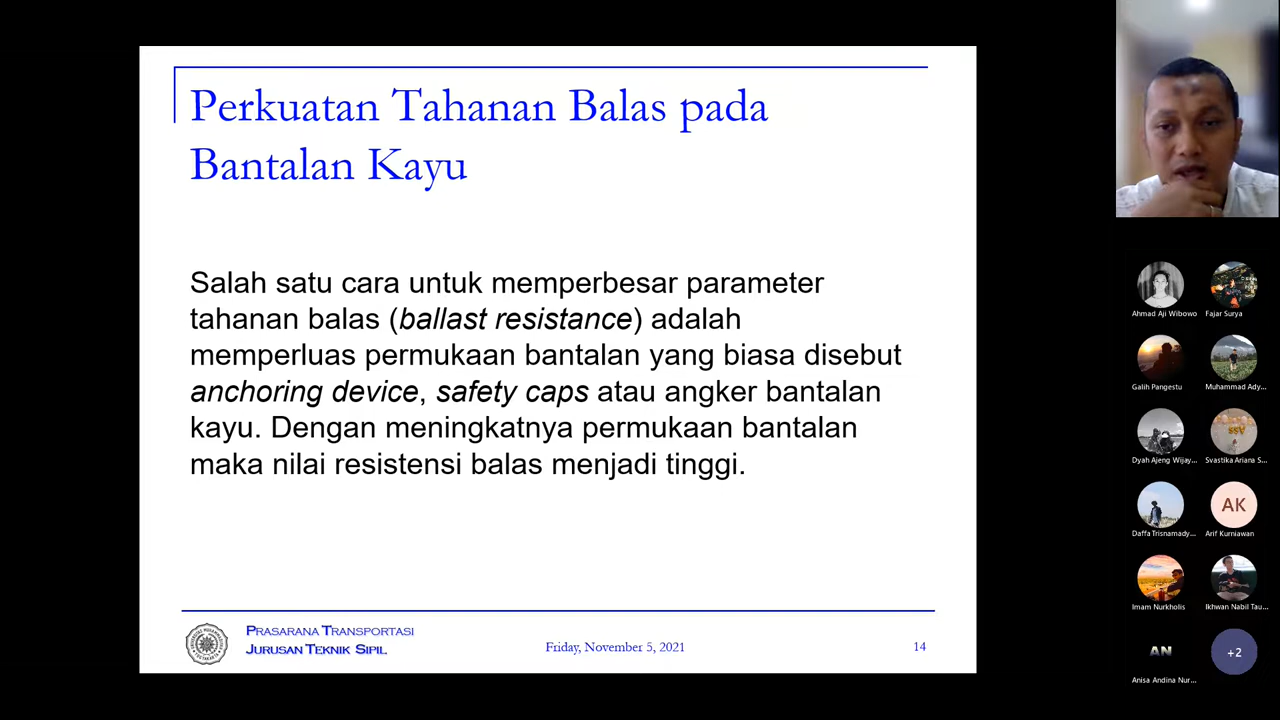 Perkuatan Tahanan Balas pada
Bantalan Kayu
Salah satu cara untuk memperbesar parameter
tahanan balas (ballast resistance) adalah
memperluas permukaan bantalan yang biasa disebut
anchoring device, safety caps atau angker bantalan
kayu. Dengan meningkatnya permukaan bantalan
maka nilai resistensi balas menjadi tinggi.
PRASARANA TRANSPORTASI
JURUSAN TEKNIK SIPIL
Friday, November 5, 2021
14
Ahmad Aji Wibowo
Fajar Surya
Galih Pangestu
Muhammad Ady...
Dyah Ajeng Wijay...
Svastika Ariana S...
Daffa Trisnamady...
AK
Arif Kurniawan
Imam Nurkholis
Ikhwan Nabil Tau...
AN
+2
Anisa Andina Nur...